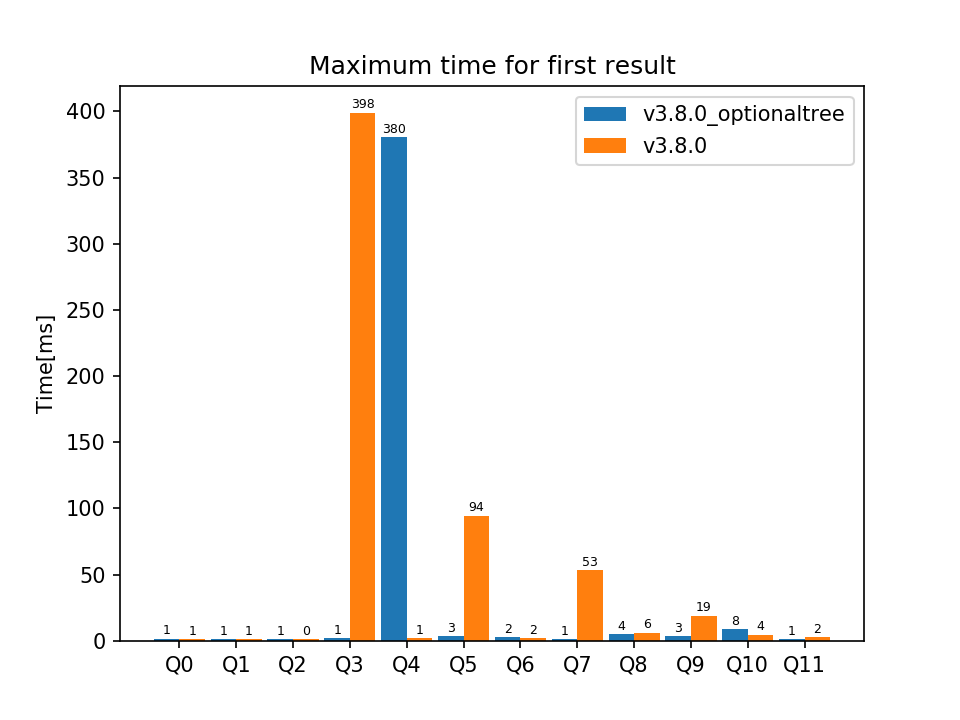 Maximum time for first result
v3.8.0_optionaltree
v3.8.0
Time[ms]
400
350
300
250
200
150
100
50
0
1 1 1 1 1 0 1 398 380 1 3 94 2 2 1 53 4 6 3 19 8 4 1 2
Q0 Q1 Q2 Q3 Q4 Q5 Q6 Q7 Q8 Q9 Q10 Q11